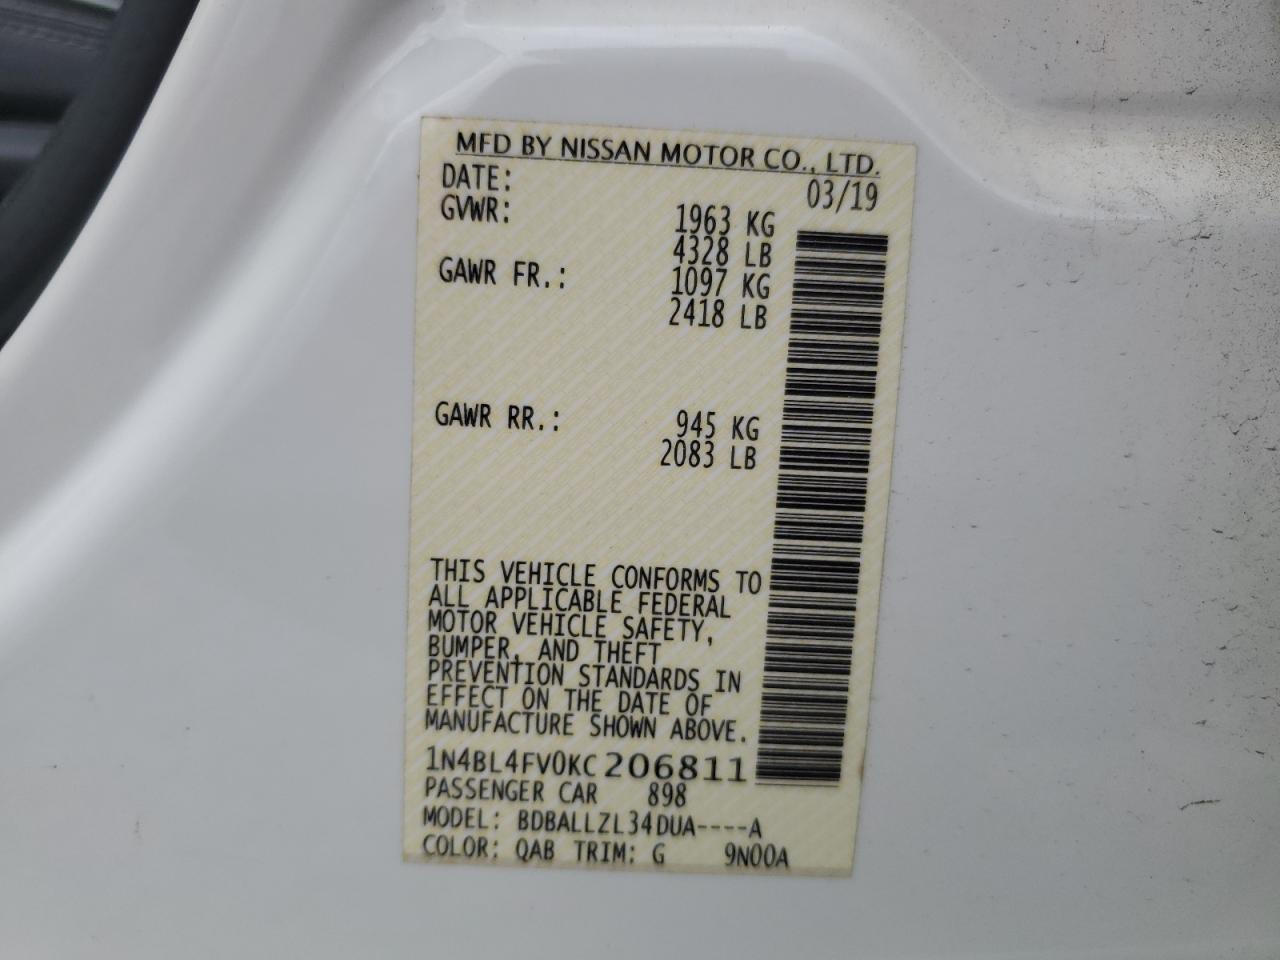 MFD BY NISSAN MOTOR CO., LTD.
DATE: 03/19
GVWR: 1963 KG
4328 LB
GAWR FR.: 1097 KG
2418 LB
GAWR RR.: 945 KG
2083 LB
THIS VEHICLE CONFORMS TO
ALL APPLICABLE FEDERAL
MOTOR VEHICLE SAFETY,
BUMPER, AND THEFT
PREVENTION STANDARDS IN
EFFECT ON THE DATE OF
MANUFACTURE SHOWN ABOVE.
1N4BL4FV0KC206811
PASSENGER CAR 898
MODEL: BDBALLZL34DUA----A
COLOR: QAB TRIM: G 9N00A